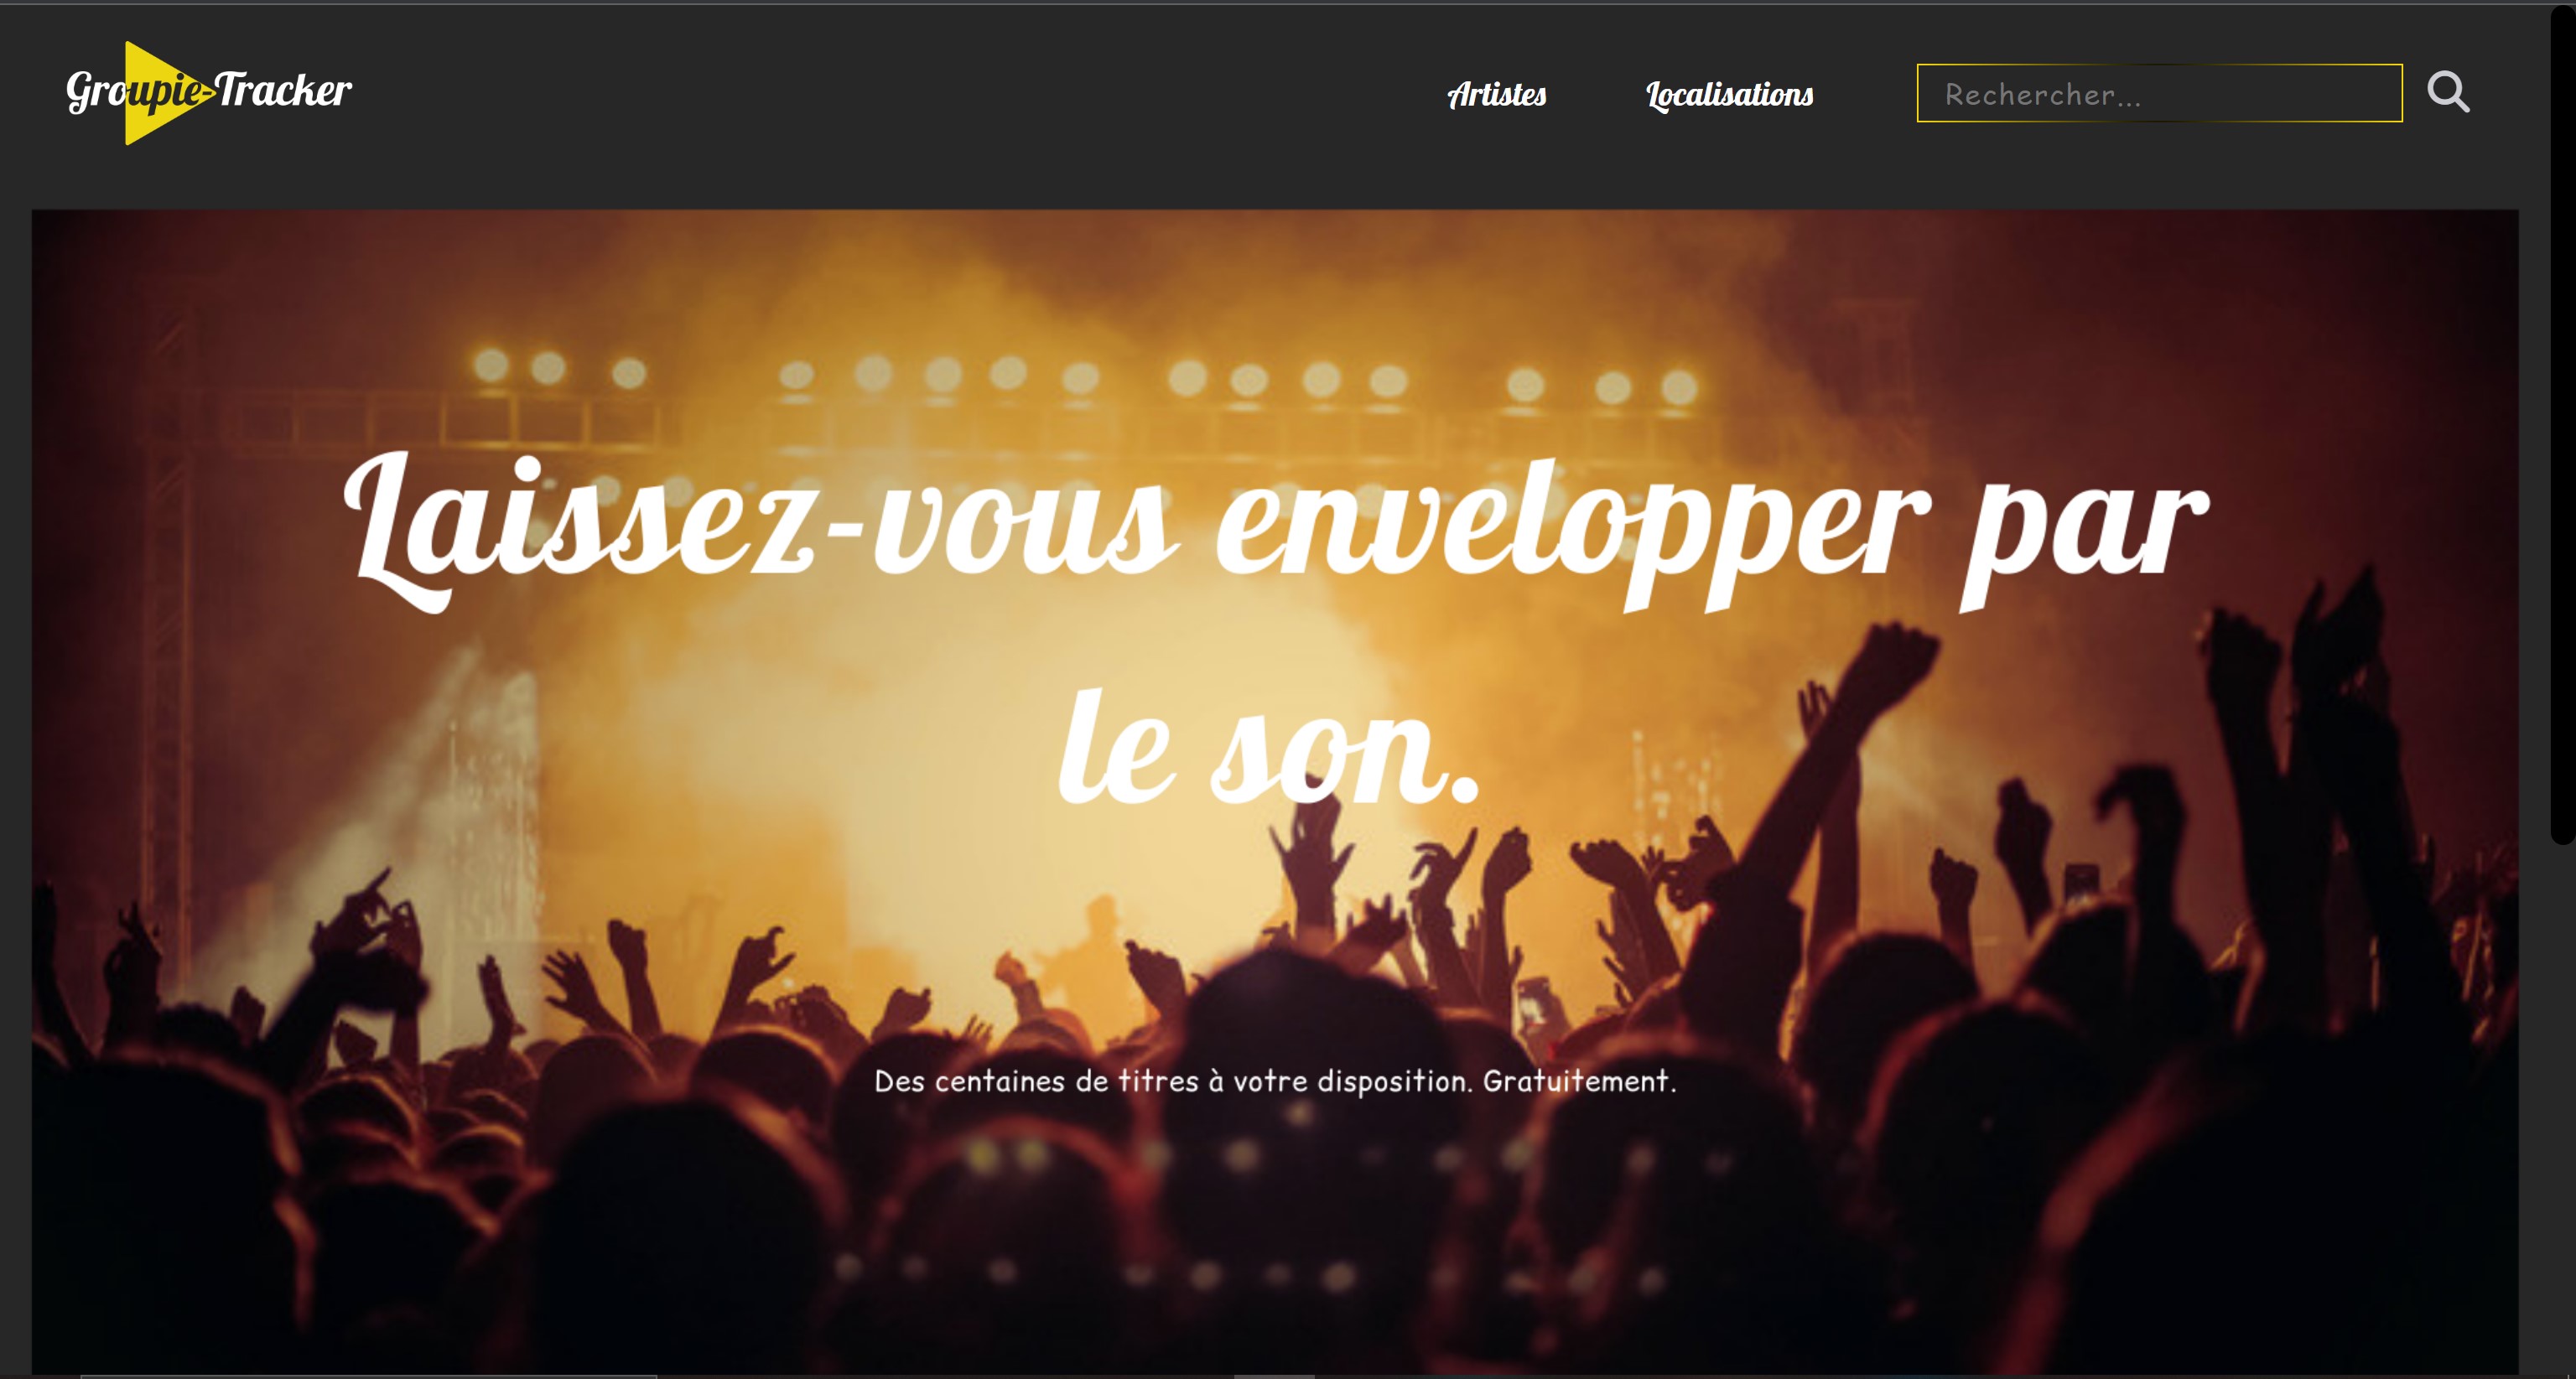 Groupie-Tracker
Artistes
Localisations
Rechercher...
Laissez-vous envelopper par
le son.
Des centaines de titres à votre disposition. Gratuitement.